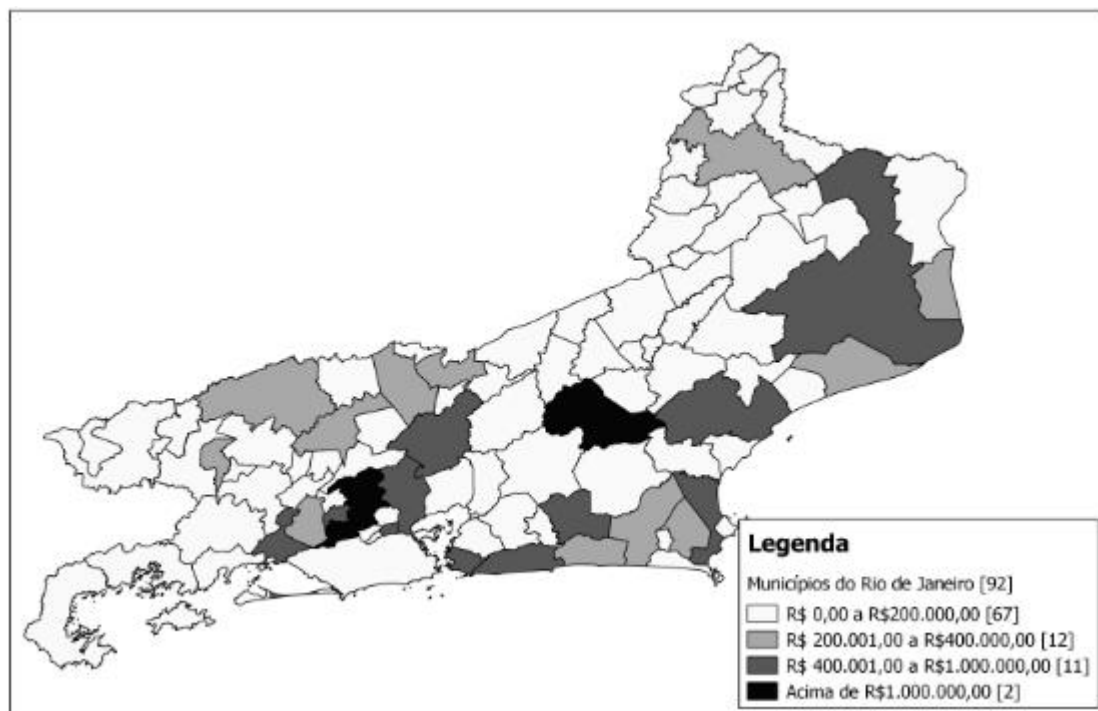 Legenda
Municípios do Rio de Janeiro [92]
R$ 0,00 a R$200.000,00 [67]
R$ 200.001,00 a R$400.000,00 [12]
R$ 400.001,00 a R$1.000.000,00 [11]
Acima de R$1.000.000,00 [2]